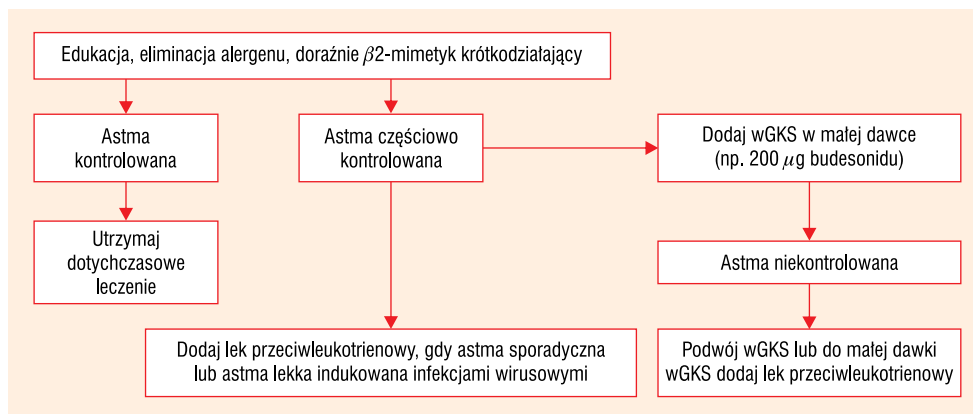 Edukacja, eliminacja alergenu, doraźnie β2-mimetyk krótkodziałający
Astma
kontrolowana
Astma częściowo
kontrolowana
Dodaj wGKS w małej dawce
(np. 200 μg budesonidu)
Utrzymaj
dotychczasowe
leczenie
Astma niekontrolowana
Dodaj lek przeciwleukotrienowy, gdy astma sporadyczna
lub astma lekka indukowana infekcjami wirusowymi
Podwój wGKS lub do małej dawki
wGKS dodaj lek przeciwleukotrienowy